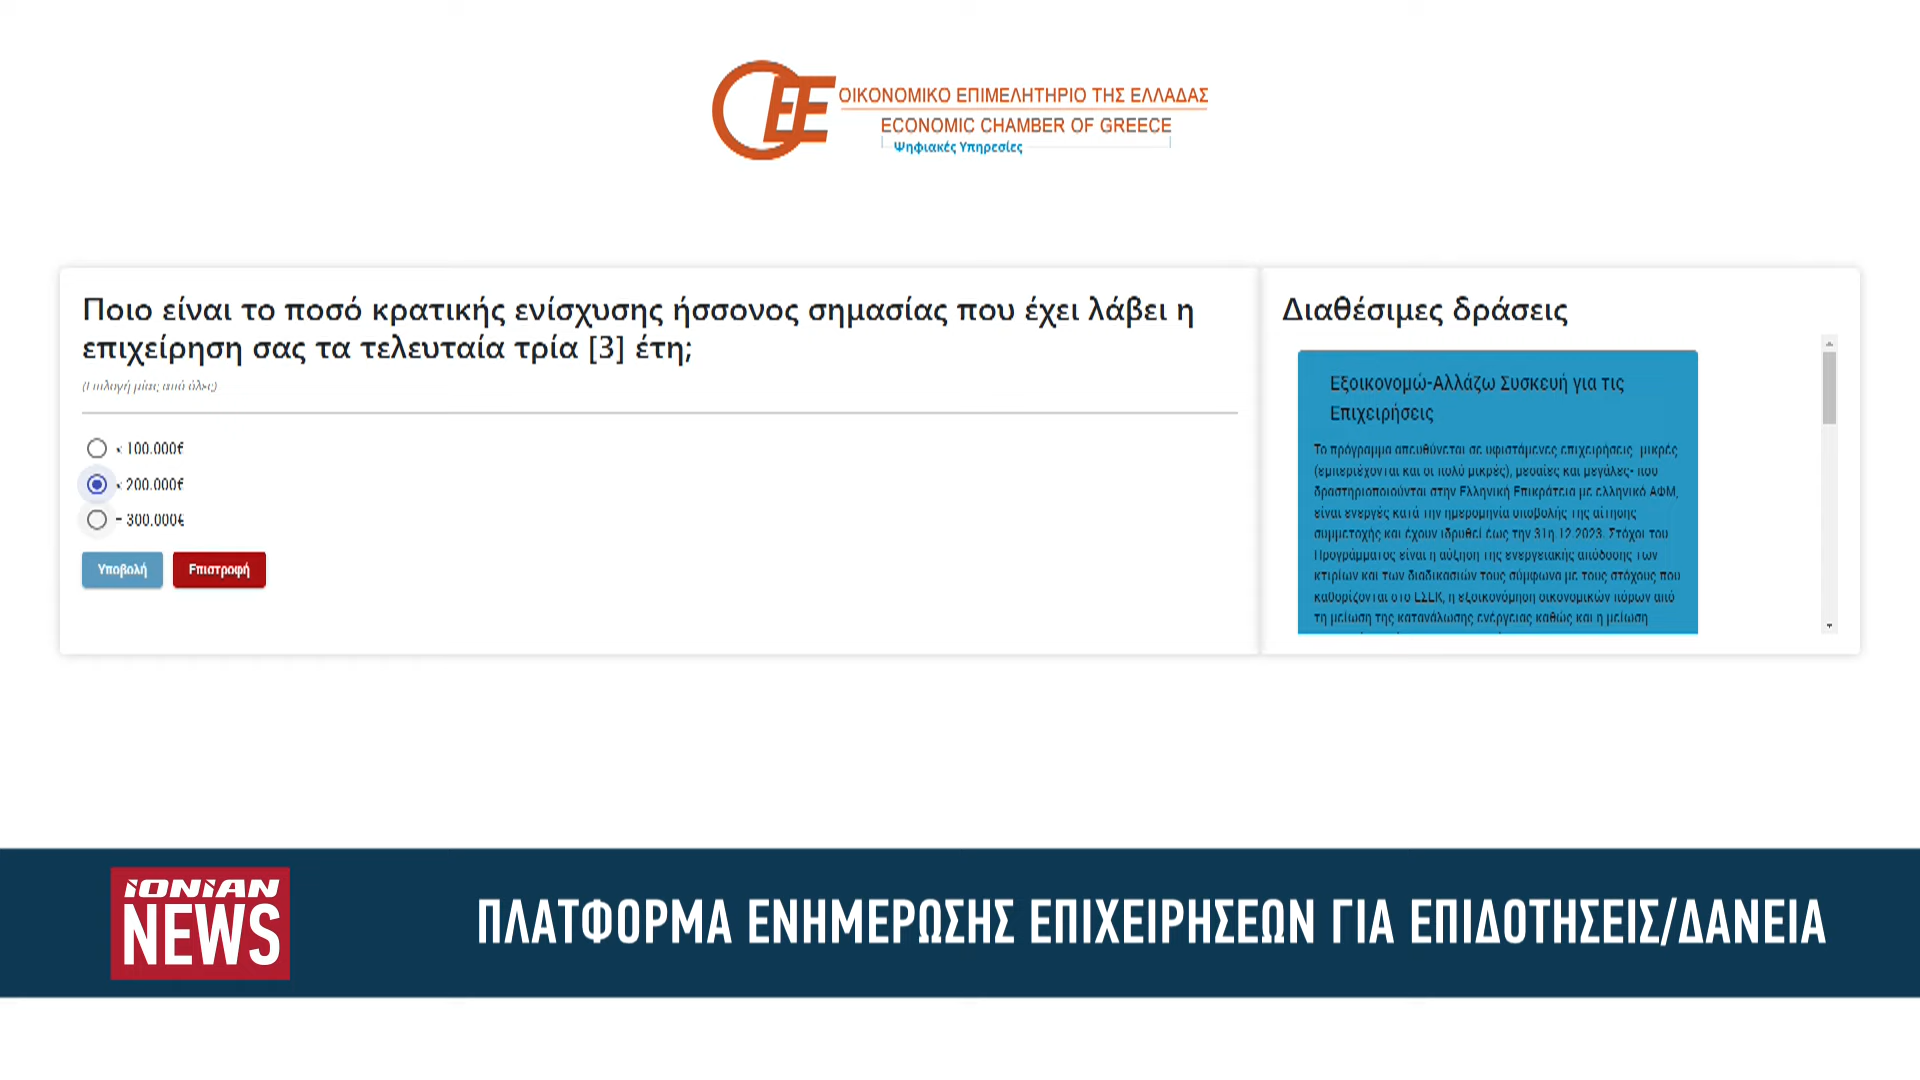 ΟΕΕ
ΟΙΚΟΝΟΜΙΚΟ ΕΠΙΜΕΛΗΤΗΡΙΟ ΤΗΣ ΕΛΛΑΔΑΣ
ECONOMIC CHAMBER OF GREECE
Ψηφιακές Υπηρεσίες
Ποιο είναι το ποσό κρατικής ενίσχυσης ήσσονος σημασίας που έχει λάβει η
επιχείρηση σας τα τελευταία τρία [3] έτη;
(Επιλογή μίας από όλες)
< 100.000€
< 200.000€
300.000€
Υποβολή
Επιστροφή
Διαθέσιμες δράσεις
Εξοικονομώ-Αλλάζω Συσκευή για τις
Επιχειρήσεις
Το πρόγραμμα απευθύνεται σε υφιστάμενες επιχειρήσεις μικρές
(εμπεριέχονται και οι πολύ μικρές), μεσαίες και μεγάλες- που
δραστηριοποιούνται στην Ελληνική Επικράτεια με ελληνικό ΑΦΜ,
είναι ενεργές κατά την ημερομηνία υποβολής της αίτησης
συμμετοχής και έχουν ιδρυθεί έως την 31η.12.2023. Στόχοι του
Προγράμματος είναι η αύξηση της ενεργειακής απόδοσης των
κτιρίων και των διαδικασιών τους σύμφωνα με τους στόχους που
καθορίζονται στο ΕΣΕΚ, η εξοικονόμηση οικονομικών πόρων από
τη μείωση της κατανάλωσης ενέργειας καθώς και η μείωση
IONIAN
NEWS
ΠΛΑΤΦΟΡΜΑ ΕΝΗΜΕΡΩΣΗΣ ΕΠΙΧΕΙΡΗΣΕΩΝ ΓΙΑ ΕΠΙΔΟΤΗΣΕΙΣ/ΔΑΝΕΙΑ